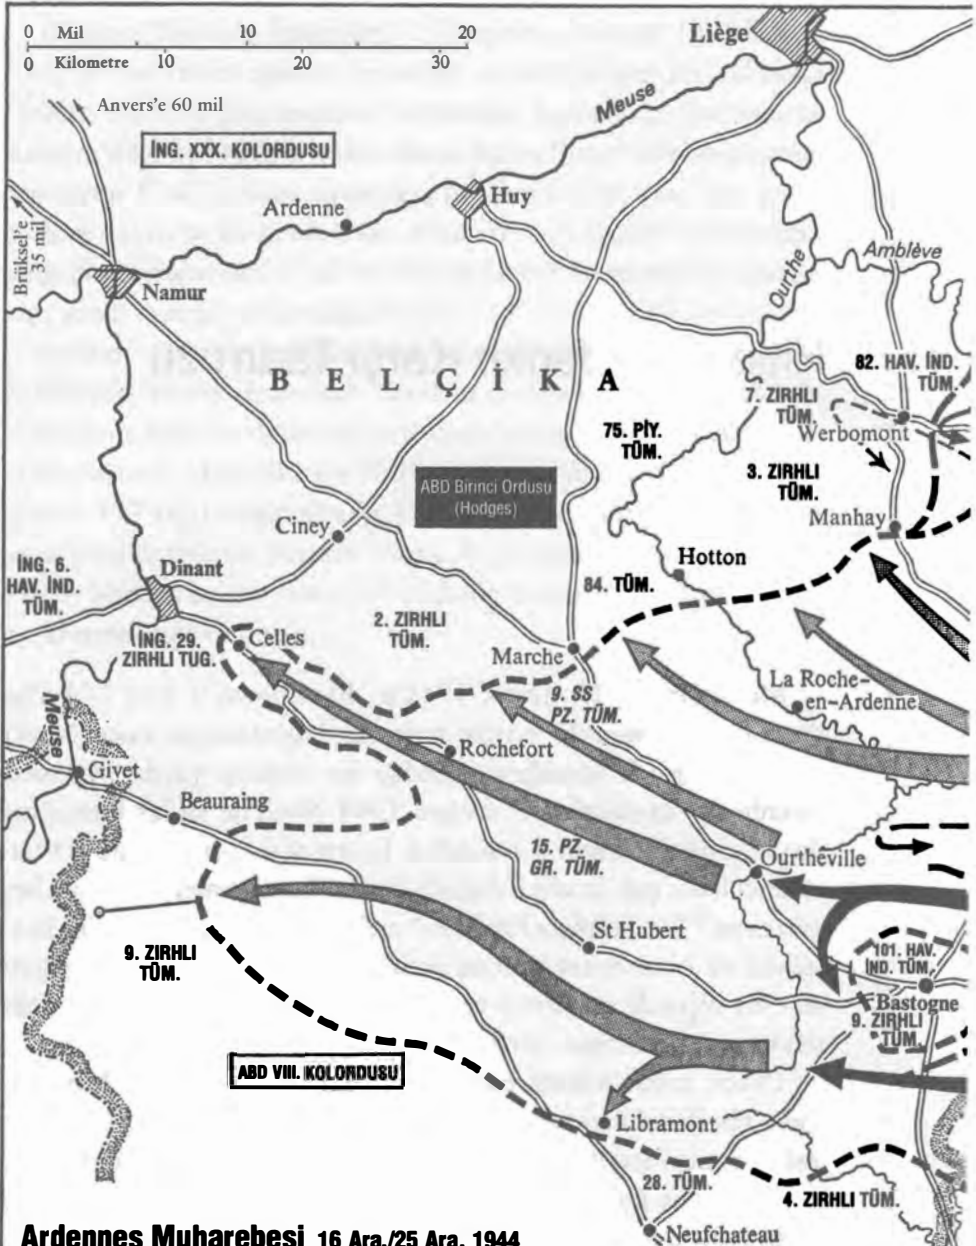 0 Mil 10 20
0 Kilometre 10 20 30
Liège
Anvers'e 60 mil
Meuse
İNG. XXX. KOLORDUSU
Huy
Ardenne
Brüksel'e
35 mil
Namur
Ourthe
Amblève
BELÇİKA
82. HAV. İND.
TÜM.
7. ZIRHLI
TÜM.
Werbomont
75. PİY.
TÜM.
3. ZIRHLI
TÜM.
ABD Birinci Ordusu
(Hodges)
Manhay
Ciney
İNG. 6.
HAV. İND.
TÜM.
Dinant
Hotton
84. TÜM.
2. ZIRHLI
TÜM.
İNG. 29.
ZIRHLI TUG.
Celles
Marche
La Roche-
en-Ardenne
9. SS
PZ. TÜM.
Meuse
Rochefort
Givet
Beauraing
15. PZ.
GR. TÜM.
Ourthéville
St Hubert
9. ZIRHLI
TÜM.
101. HAV.
İND. TÜM.
Bastogne
9. ZIRHLI
TÜM.
ABD VIII. KOLORDUSU
Libramont
28. TÜM.
4. ZIRHLI TÜM.
Neufchateau
Ardennes Muharebesi 16 Ara./25 Ara. 1944